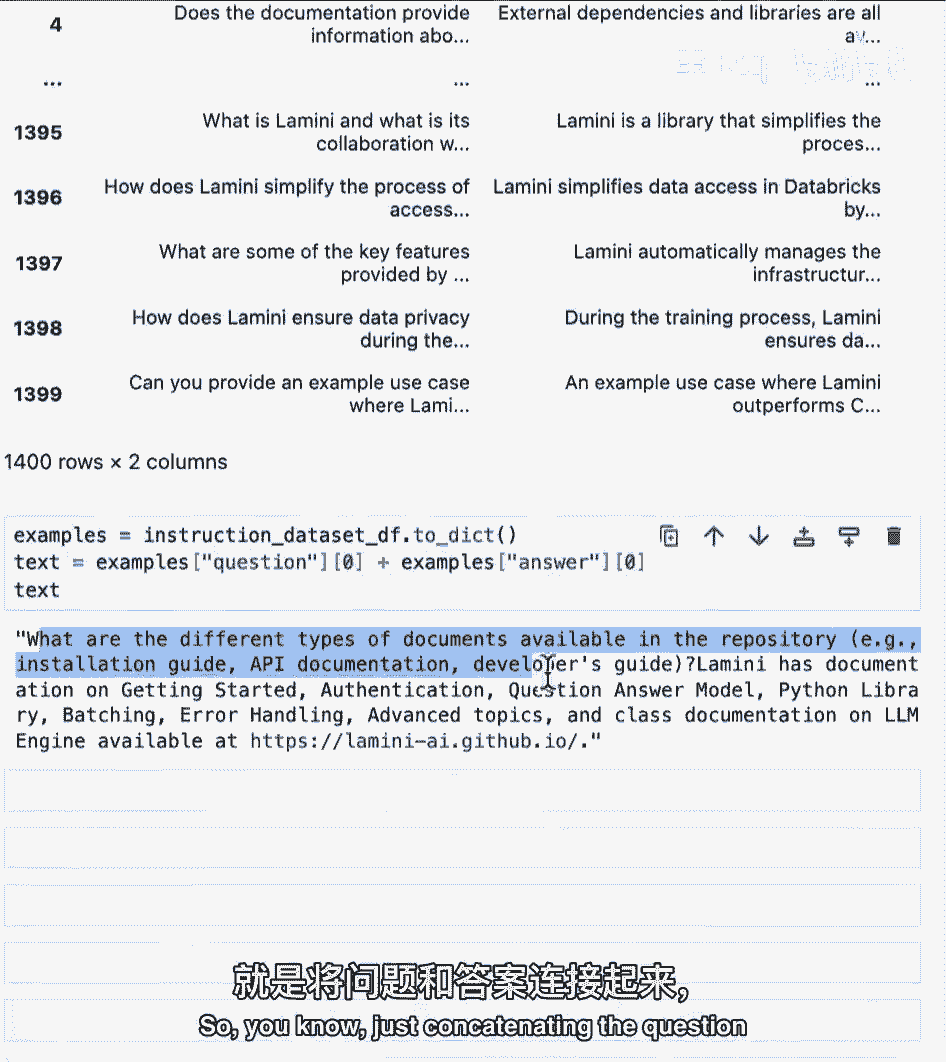 4 Does the documentation provide External dependencies and libraries are all
information abo... av...
... ... ...
1395 What is Lamini and what is its Lamini is a library that simplifies the
collaboration w... proces...
1396 How does Lamini simplify the process of Lamini simplifies data access in Databricks
access... by...
1397 What are some of the key features Lamini automatically manages the
provided by ... infrastructur...
1398 How does Lamini ensure data privacy During the training process, Lamini
during the... ensures da...
1399 Can you provide an example use case An example use case where Lamini
where Lami... outperforms C...
1400 rows × 2 columns
examples = instruction_dataset_df.to_dict()
text = examples["question"][0] + examples["answer"][0]
text
"What are the different types of documents available in the repository (e.g.,
installation guide, API documentation, developer's guide)?Lamini has document
ation on Getting Started, Authentication, Question Answer Model, Python Libra
ry, Batching, Error Handling, Advanced topics, and class documentation on LLM
Engine available at https://lamini-ai.github.io/."
就是将问题和答案连接起来,
So, you know, just concatenating the question